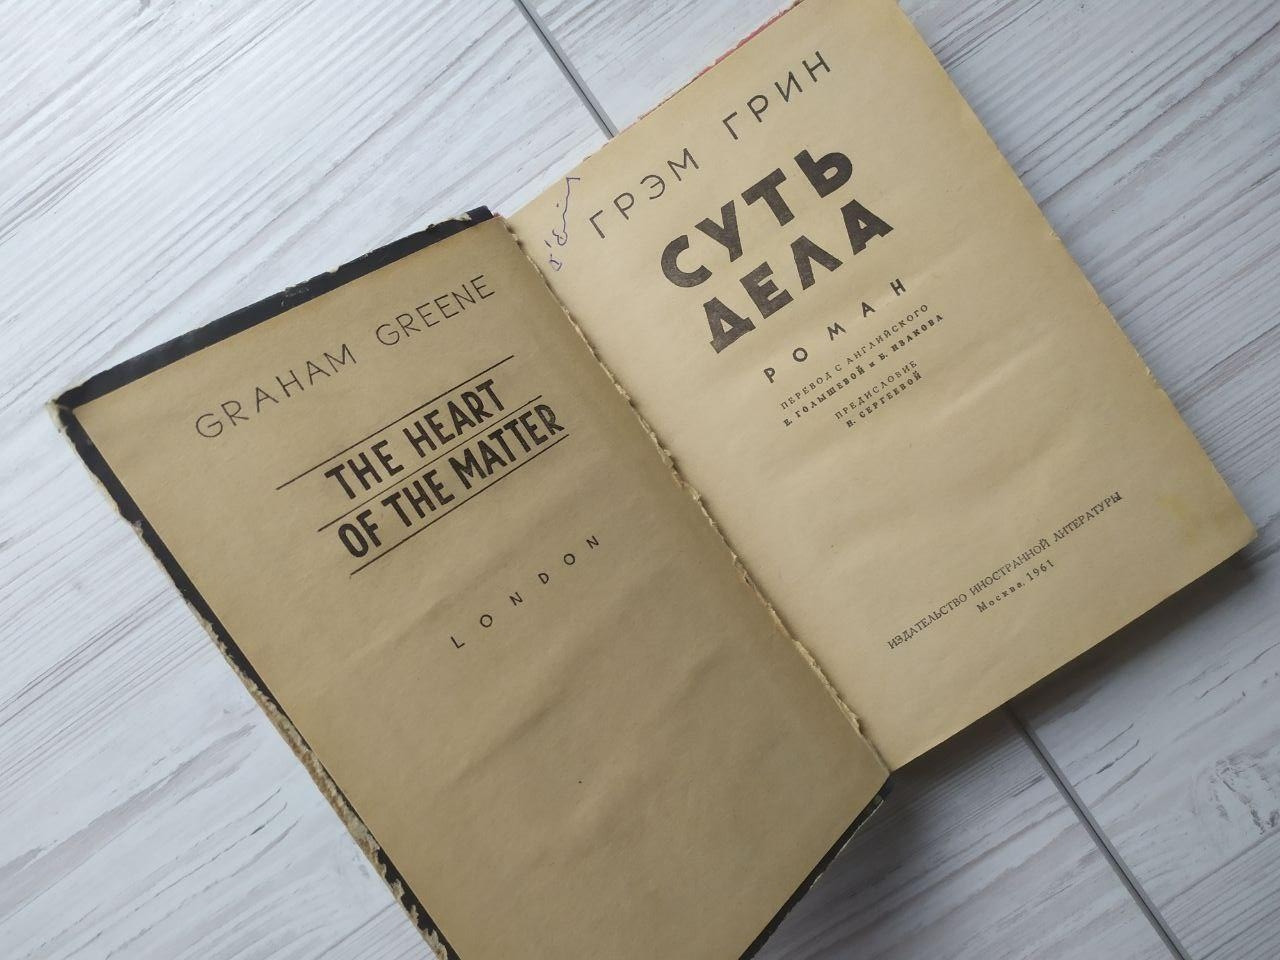 GRAHAM GREENE
THE HEART
OF THE MATTER
LONDON
ГРЭМ ГРИН
СУТЬ
ДЕЛА
РОМАН
ПЕРЕВОД С АНГЛИЙСКОГО
Е. ГОЛЫШЕВОЙ и Б. ИЗАКОВА
ПРЕДИСЛОВИЕ
Н. СЕРГЕЕВОЙ
ИЗДАТЕЛЬСТВО ИНОСТРАННОЙ ЛИТЕРАТУРЫ
Москва, 1961